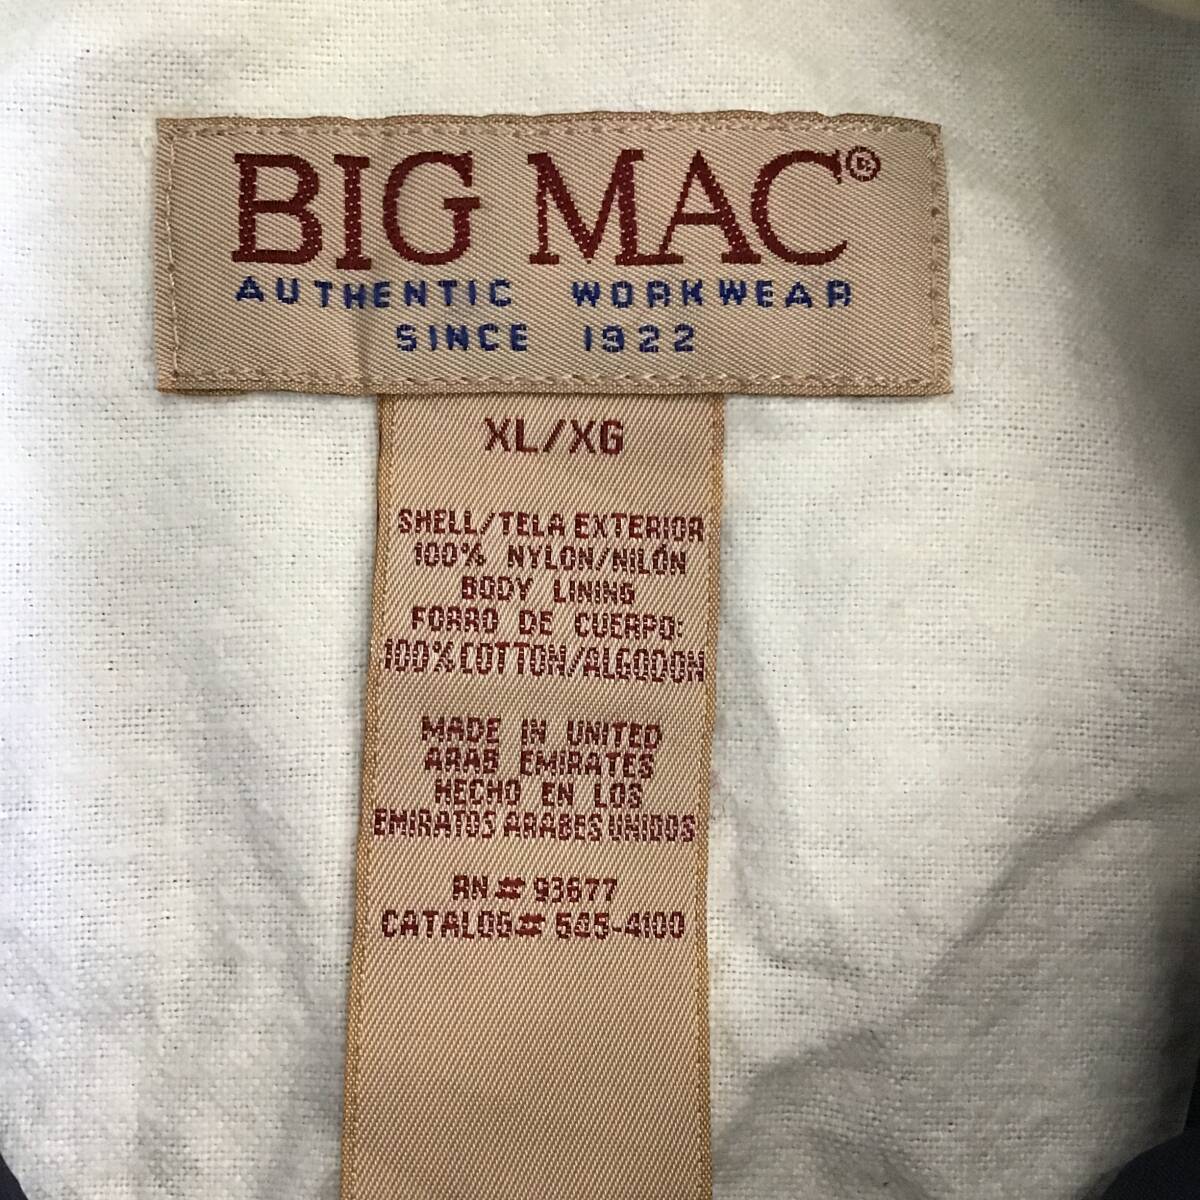 BIG MAC®
AUTHENTIC WORKWEAR
SINCE 1922
XL/XG
SHELL/TELA EXTERIOR
100% NYLON/NILÓN
BODY LINING
FORRO DE CUERPO:
100% COTTON/ALGODON
MADE IN UNITED
ARAB EMIRATES
HECHO EN LOS
EMIRATOS ARABES UNIDOS
RN# 93677
CATALOG# 545-4100